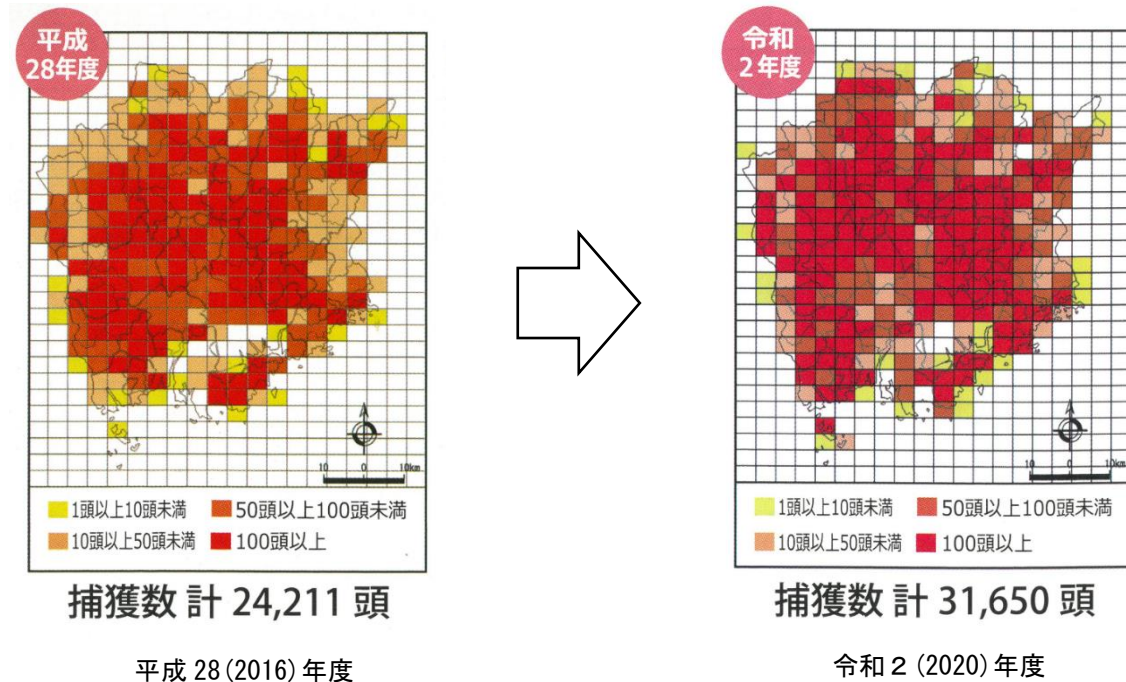 平成
28年度
10 0 10km
1頭以上10頭未満 50頭以上100頭未満
10頭以上50頭未満 100頭以上
捕獲数 計 24,211 頭
平成 28(2016)年度
令和
2年度
10 0 10km
1頭以上10頭未満 50頭以上100頭未満
10頭以上50頭未満 100頭以上
捕獲数 計 31,650 頭
令和２(2020)年度